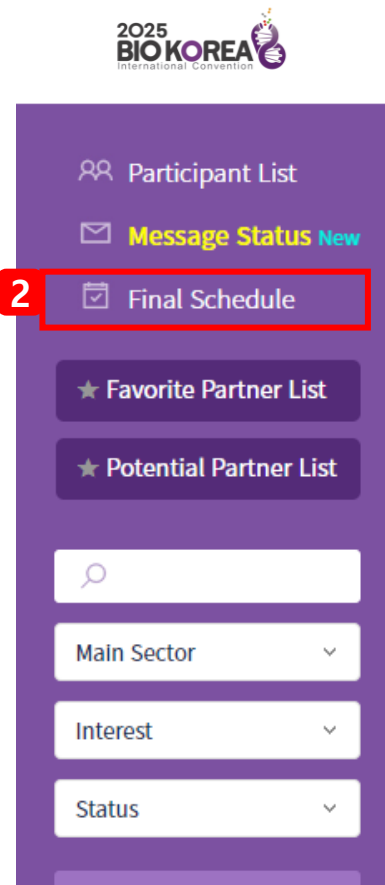 2025
BIO KOREA
International Convention
Participant List
Message Status New
2
Final Schedule
★ Favorite Partner List
★ Potential Partner List
Main Sector
Interest
Status